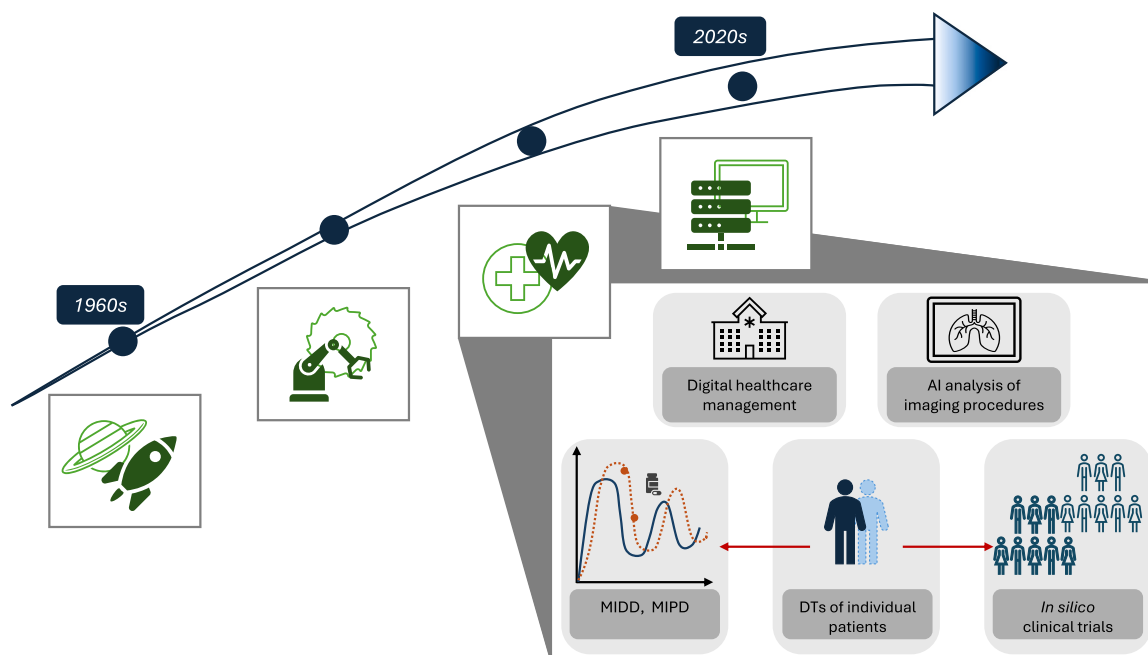 2020s
1960s
Digital healthcare
management
AI analysis of
imaging procedures
MIDD, MIPD
DTs of individual
patients
In silico
clinical trials